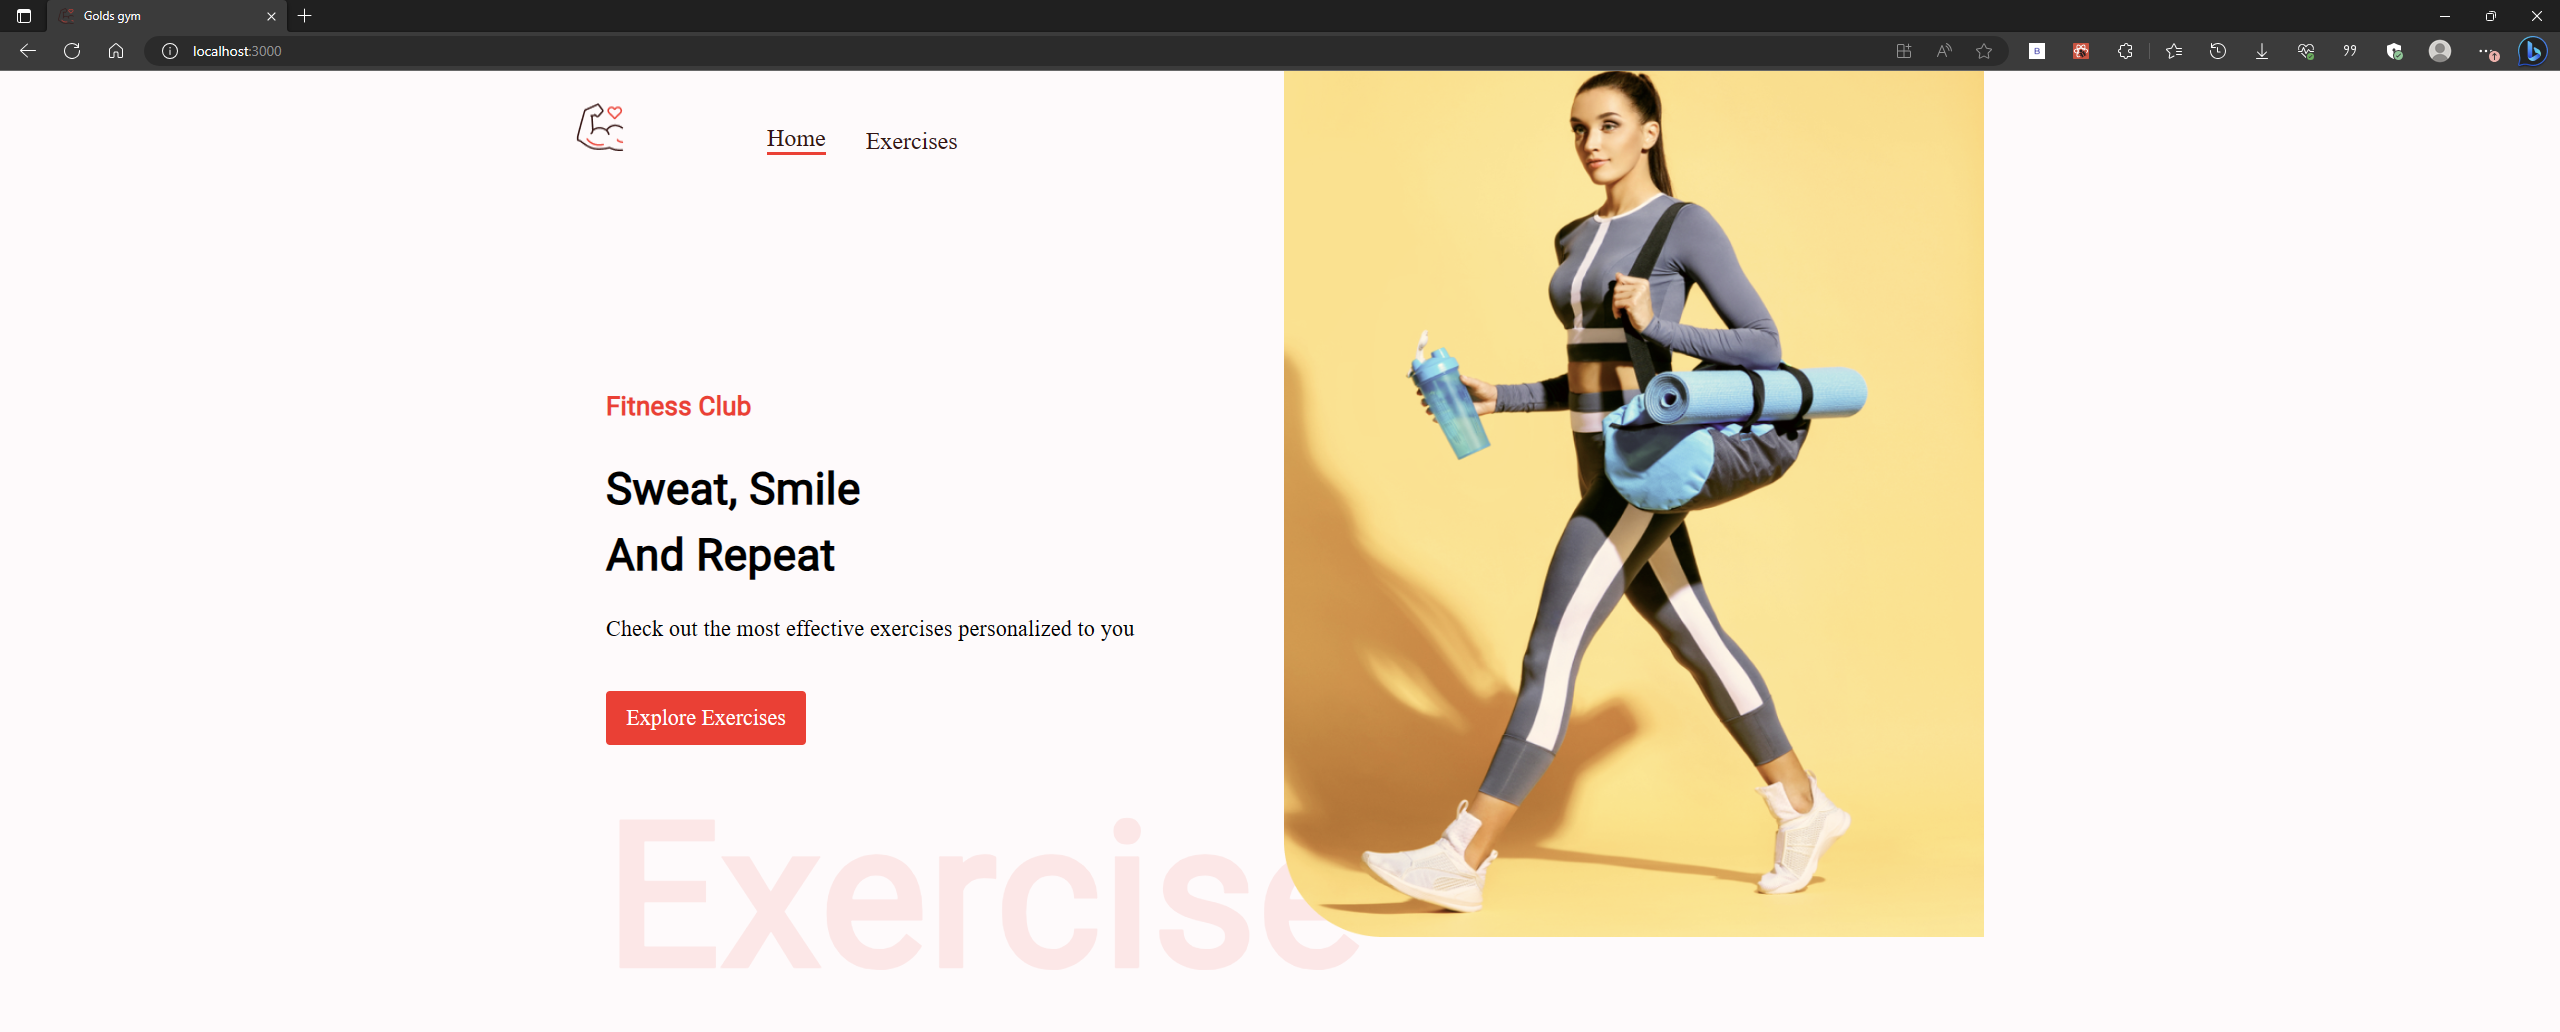 Golds gym
localhost:3000
Home
Exercises
Fitness Club
Sweat, Smile
And Repeat
Check out the most effective exercises personalized to you
Explore Exercises
Exercise